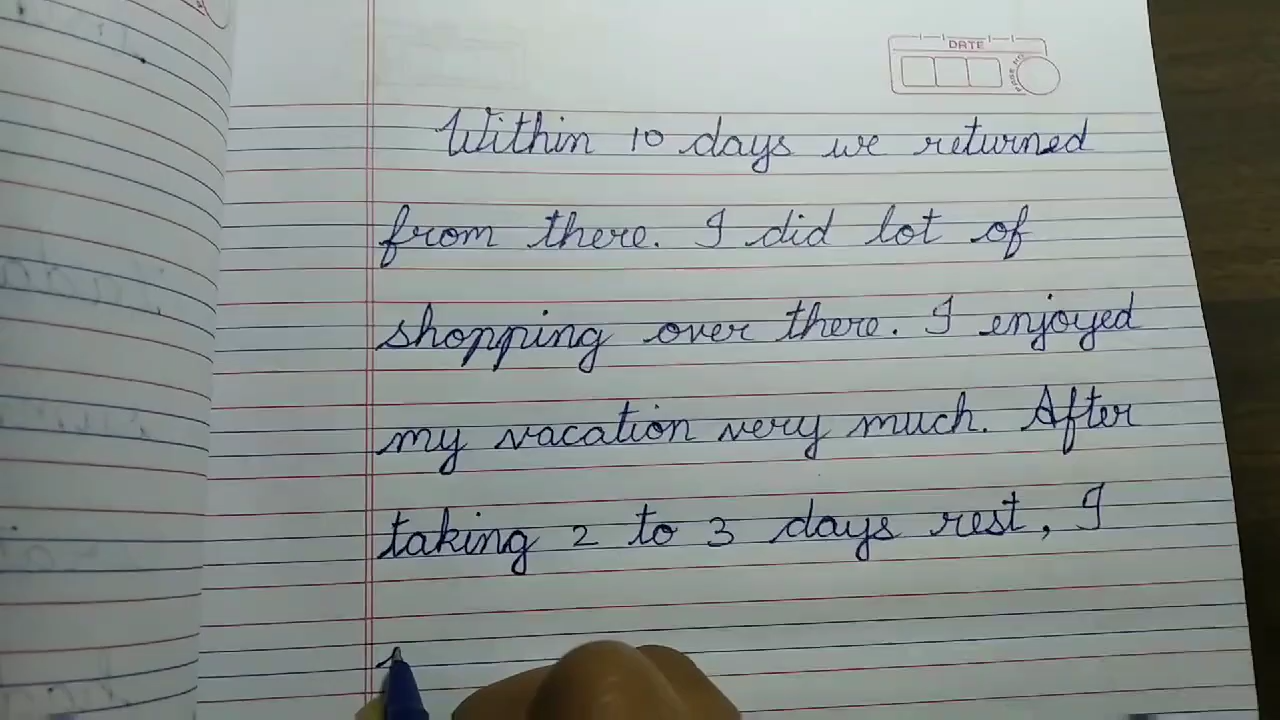 DATE
Within 10 days we returned
from there. I did lot of
shopping over there. I enjoyed
my vacation very much. After
taking 2 to 3 days rest, I